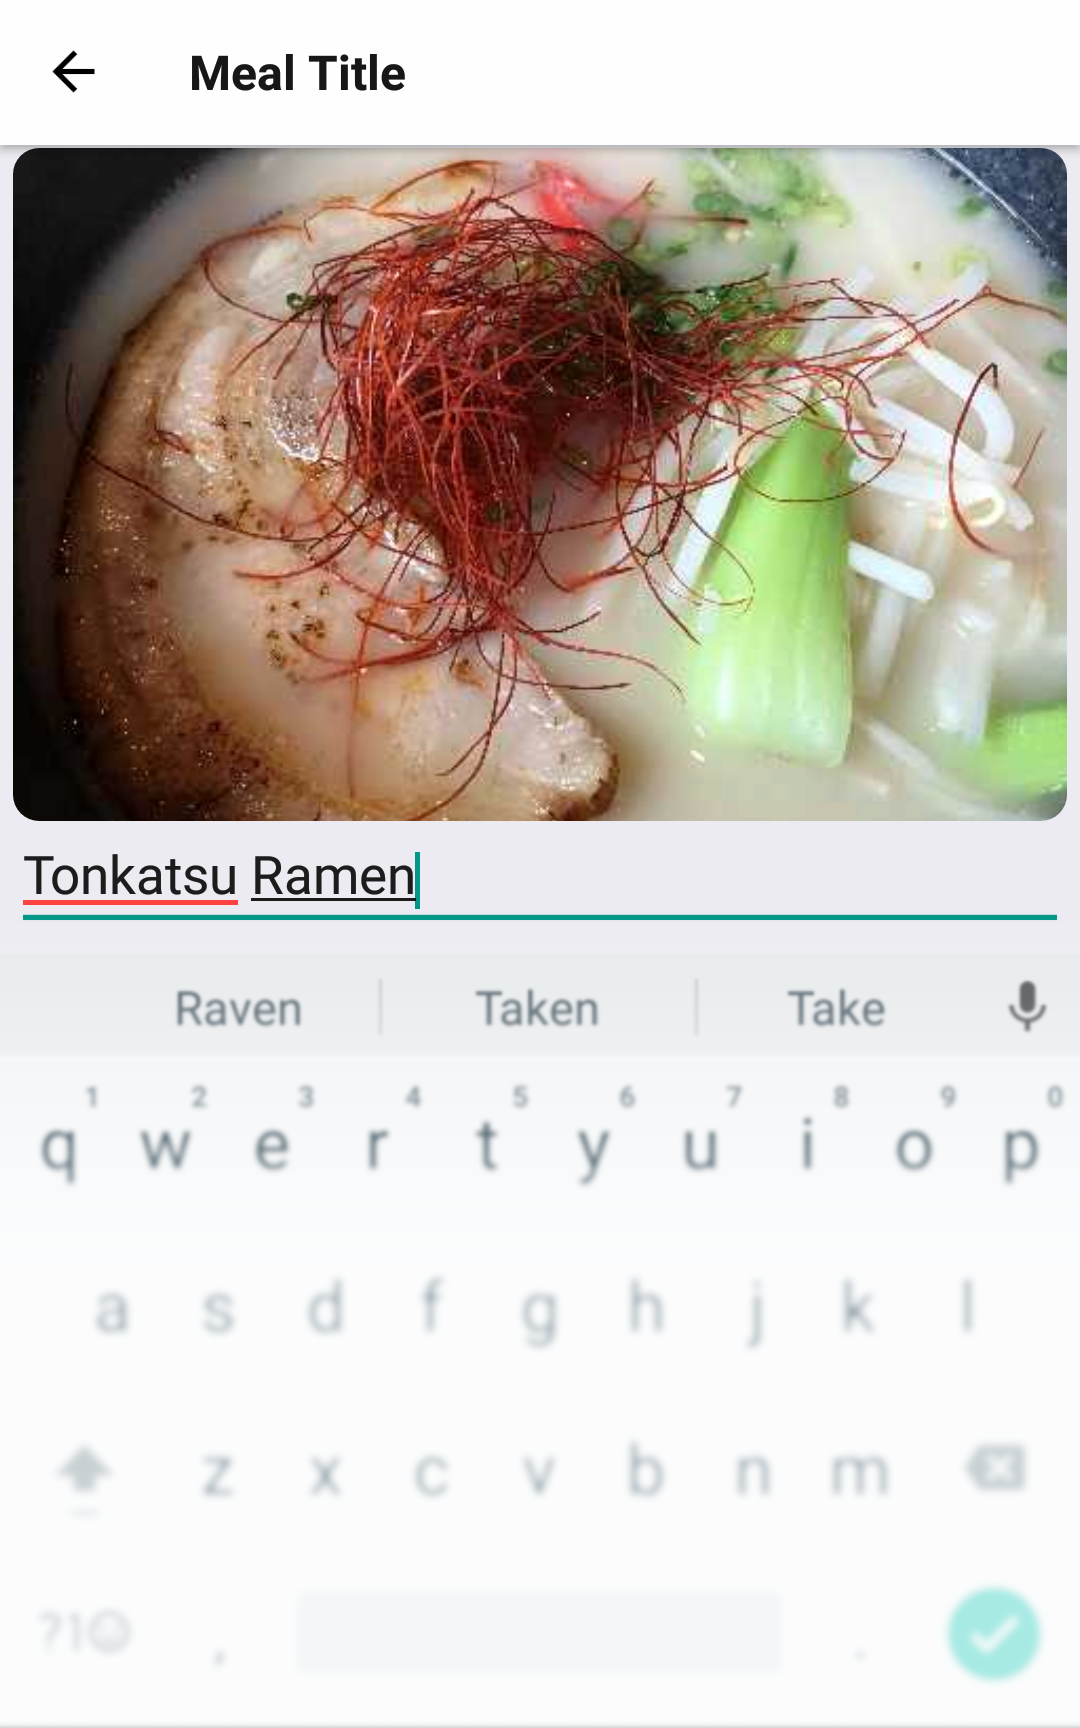 Meal Title
Tonkatsu Ramen
Raven Taken Take
1 2 3 4 5 6 7 8 9 0
q w e r t y u i o p
a s d f g h j k l
z x c v b n m
?1☺ , .